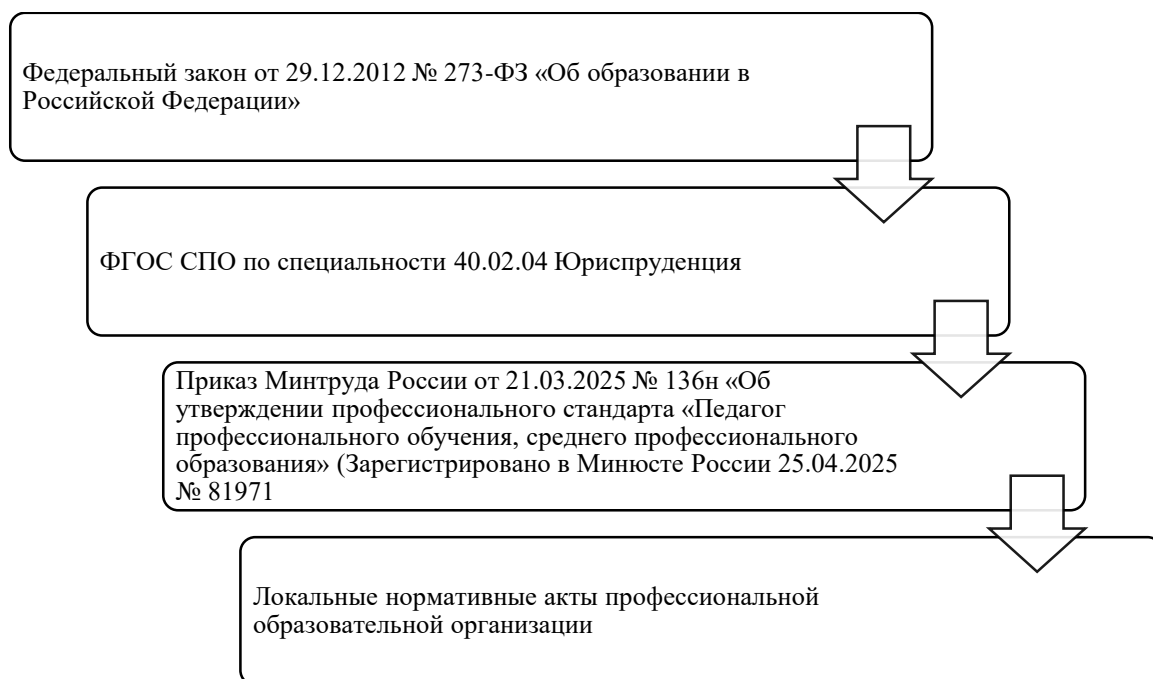 Федеральный закон от 29.12.2012 № 273-ФЗ «Об образовании в
Российской Федерации»
ФГОС СПО по специальности 40.02.04 Юриспруденция
Приказ Минтруда России от 21.03.2025 № 136н «Об
утверждении профессионального стандарта «Педагог
профессионального обучения, среднего профессионального
образования» (Зарегистрировано в Минюсте России 25.04.2025
№ 81971
Локальные нормативные акты профессиональной
образовательной организации